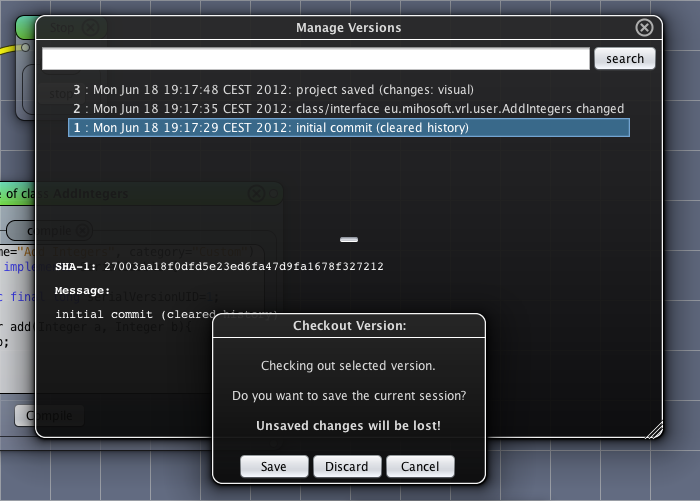 Stop
Manage Versions
search
stop
3 : Mon Jun 18 19:17:48 CEST 2012: project saved (changes: visual)
2 : Mon Jun 18 19:17:35 CEST 2012: class/interface eu.mihosoft.vrl.user.AddIntegers changed
1 : Mon Jun 18 19:17:29 CEST 2012: initial commit (cleared history)
e of class AddIntegers
compile
SHA-1: 27003aa18f0dfd5e23ed6fa47d9fa1678f327212
Message:
initial commit (cleared history)
Checkout Version:
Checking out selected version.
Do you want to save the current session?
Unsaved changes will be lost!
Compile
Save Discard Cancel